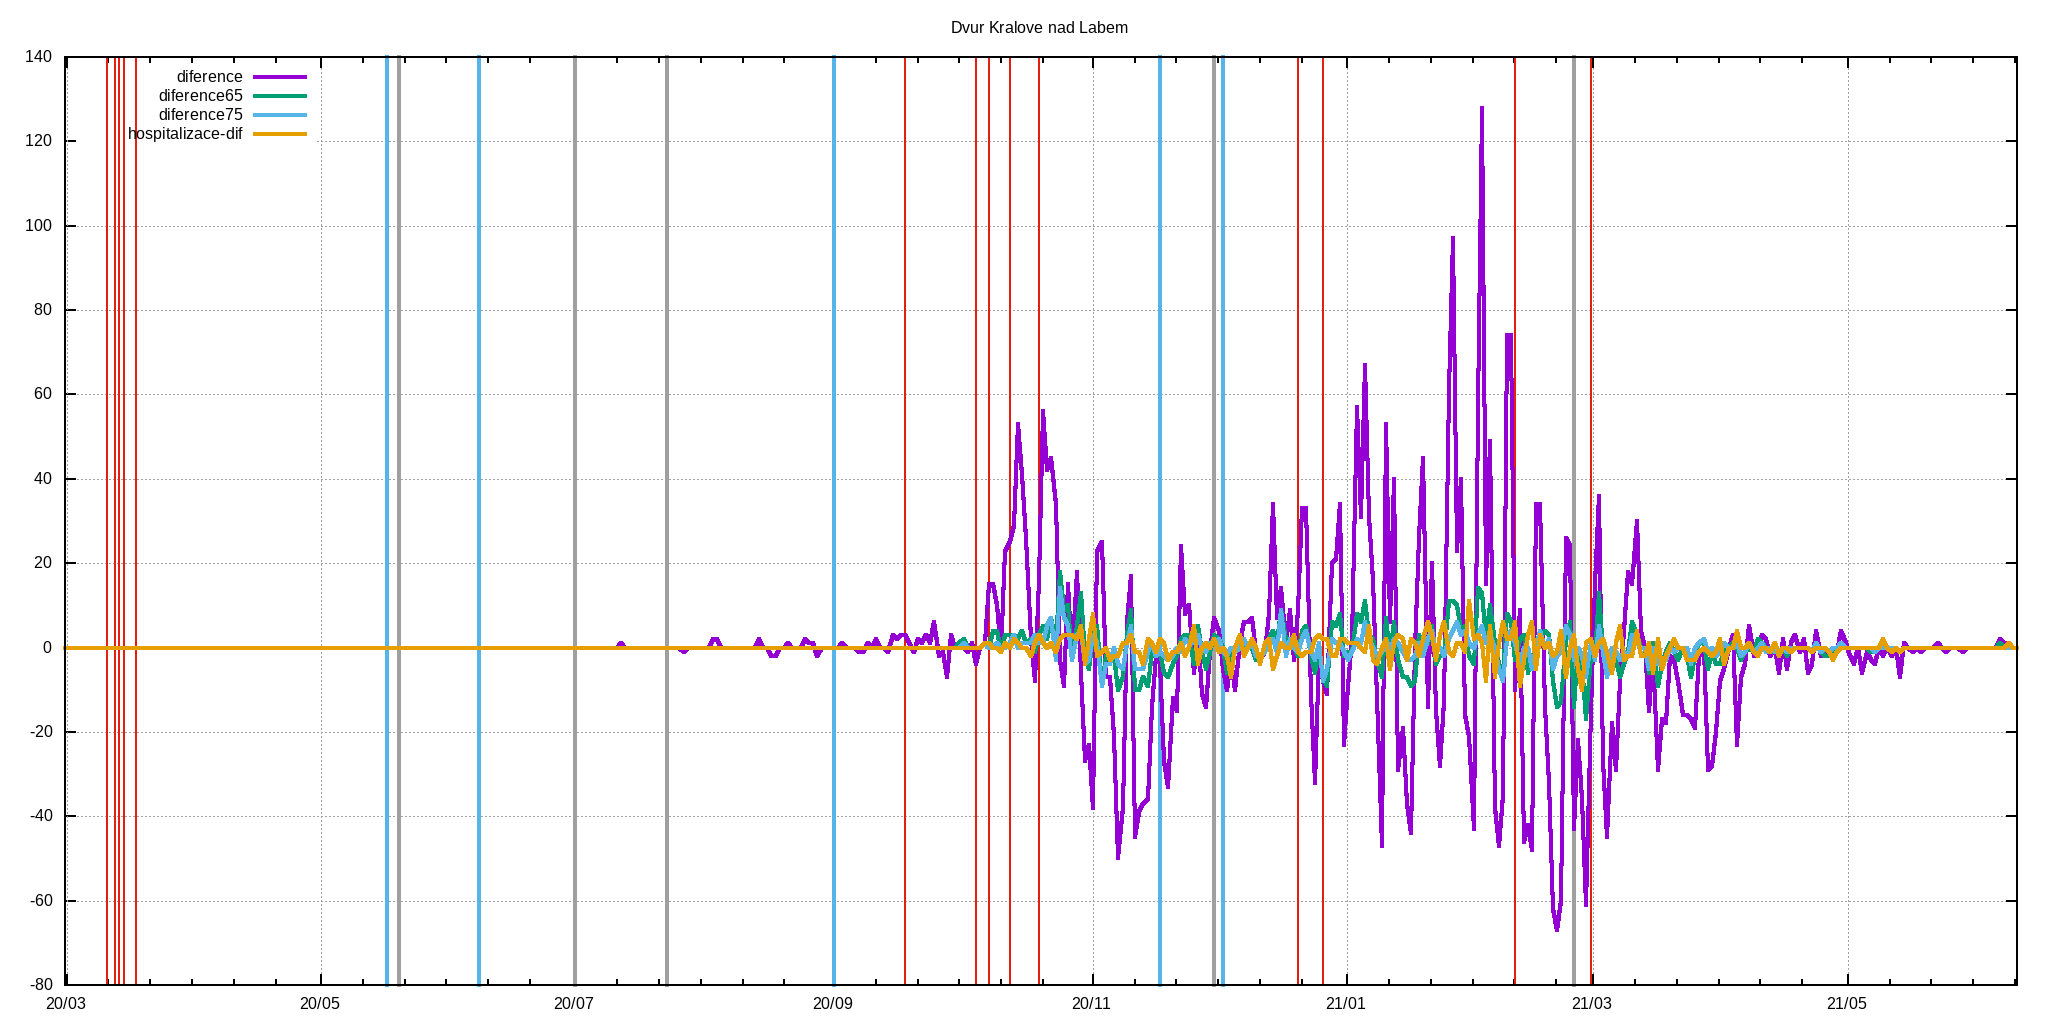 Dvur Kralove nad Labem
140
120
100
80
60
40
20
0
-20
-40
-60
-80
diference
diference65
diference75
hospitalizace-dif
20/03 20/05 20/07 20/09 20/11 21/01 21/03 21/05